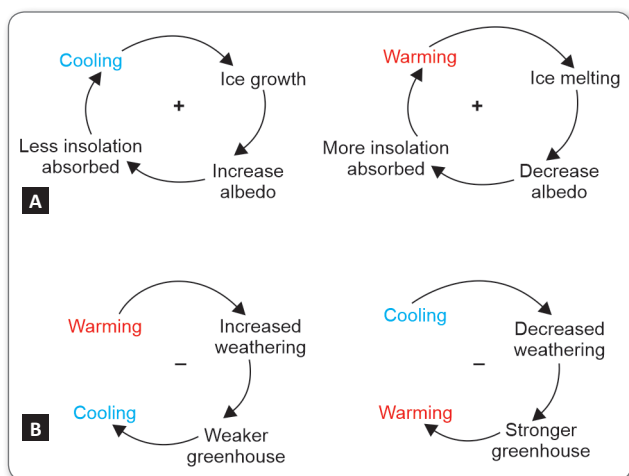 Cooling
Ice growth
+
Less insolation
absorbed
Increase
albedo
Warming
Ice melting
+
More insolation
absorbed
Decrease
albedo
A
Warming
Increased
weathering
–
Cooling
Weaker
greenhouse
Cooling
Decreased
weathering
–
Warming
Stronger
greenhouse
B